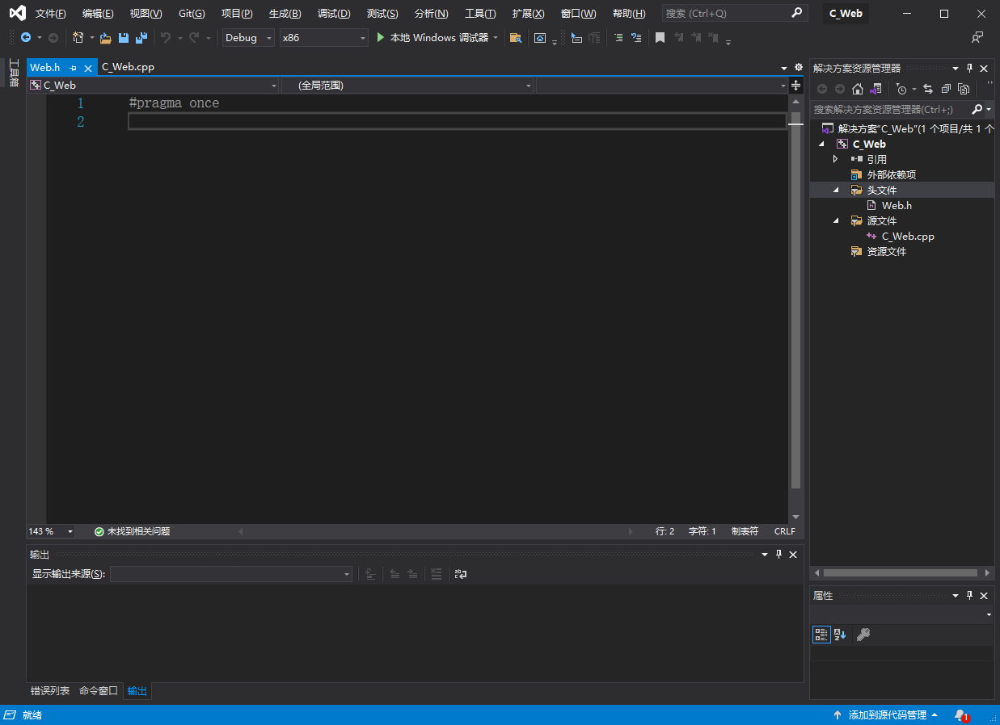 文件(F) 编辑(E) 视图(V) Git(G) 项目(P) 生成(B) 调试(D) 测试(S) 分析(N) 工具(T) 扩展(X) 窗口(W) 帮助(H) 搜索 (Ctrl+Q) C_Web
Debug x86 本地 Windows 调试器
工具箱
Web.h C_Web.cpp
C_Web (全局范围)
1 #pragma once
2
143 % 未找到相关问题 行: 2 字符: 1 制表符 CRLF
输出
显示输出来源(S):
错误列表 命令窗口 输出
解决方案资源管理器
搜索解决方案资源管理器(Ctrl+;)
解决方案"C_Web"(1 个项目/共 1 个
C_Web
引用
外部依赖项
头文件
Web.h
源文件
C_Web.cpp
资源文件
属性
就绪 添加到源代码管理 1